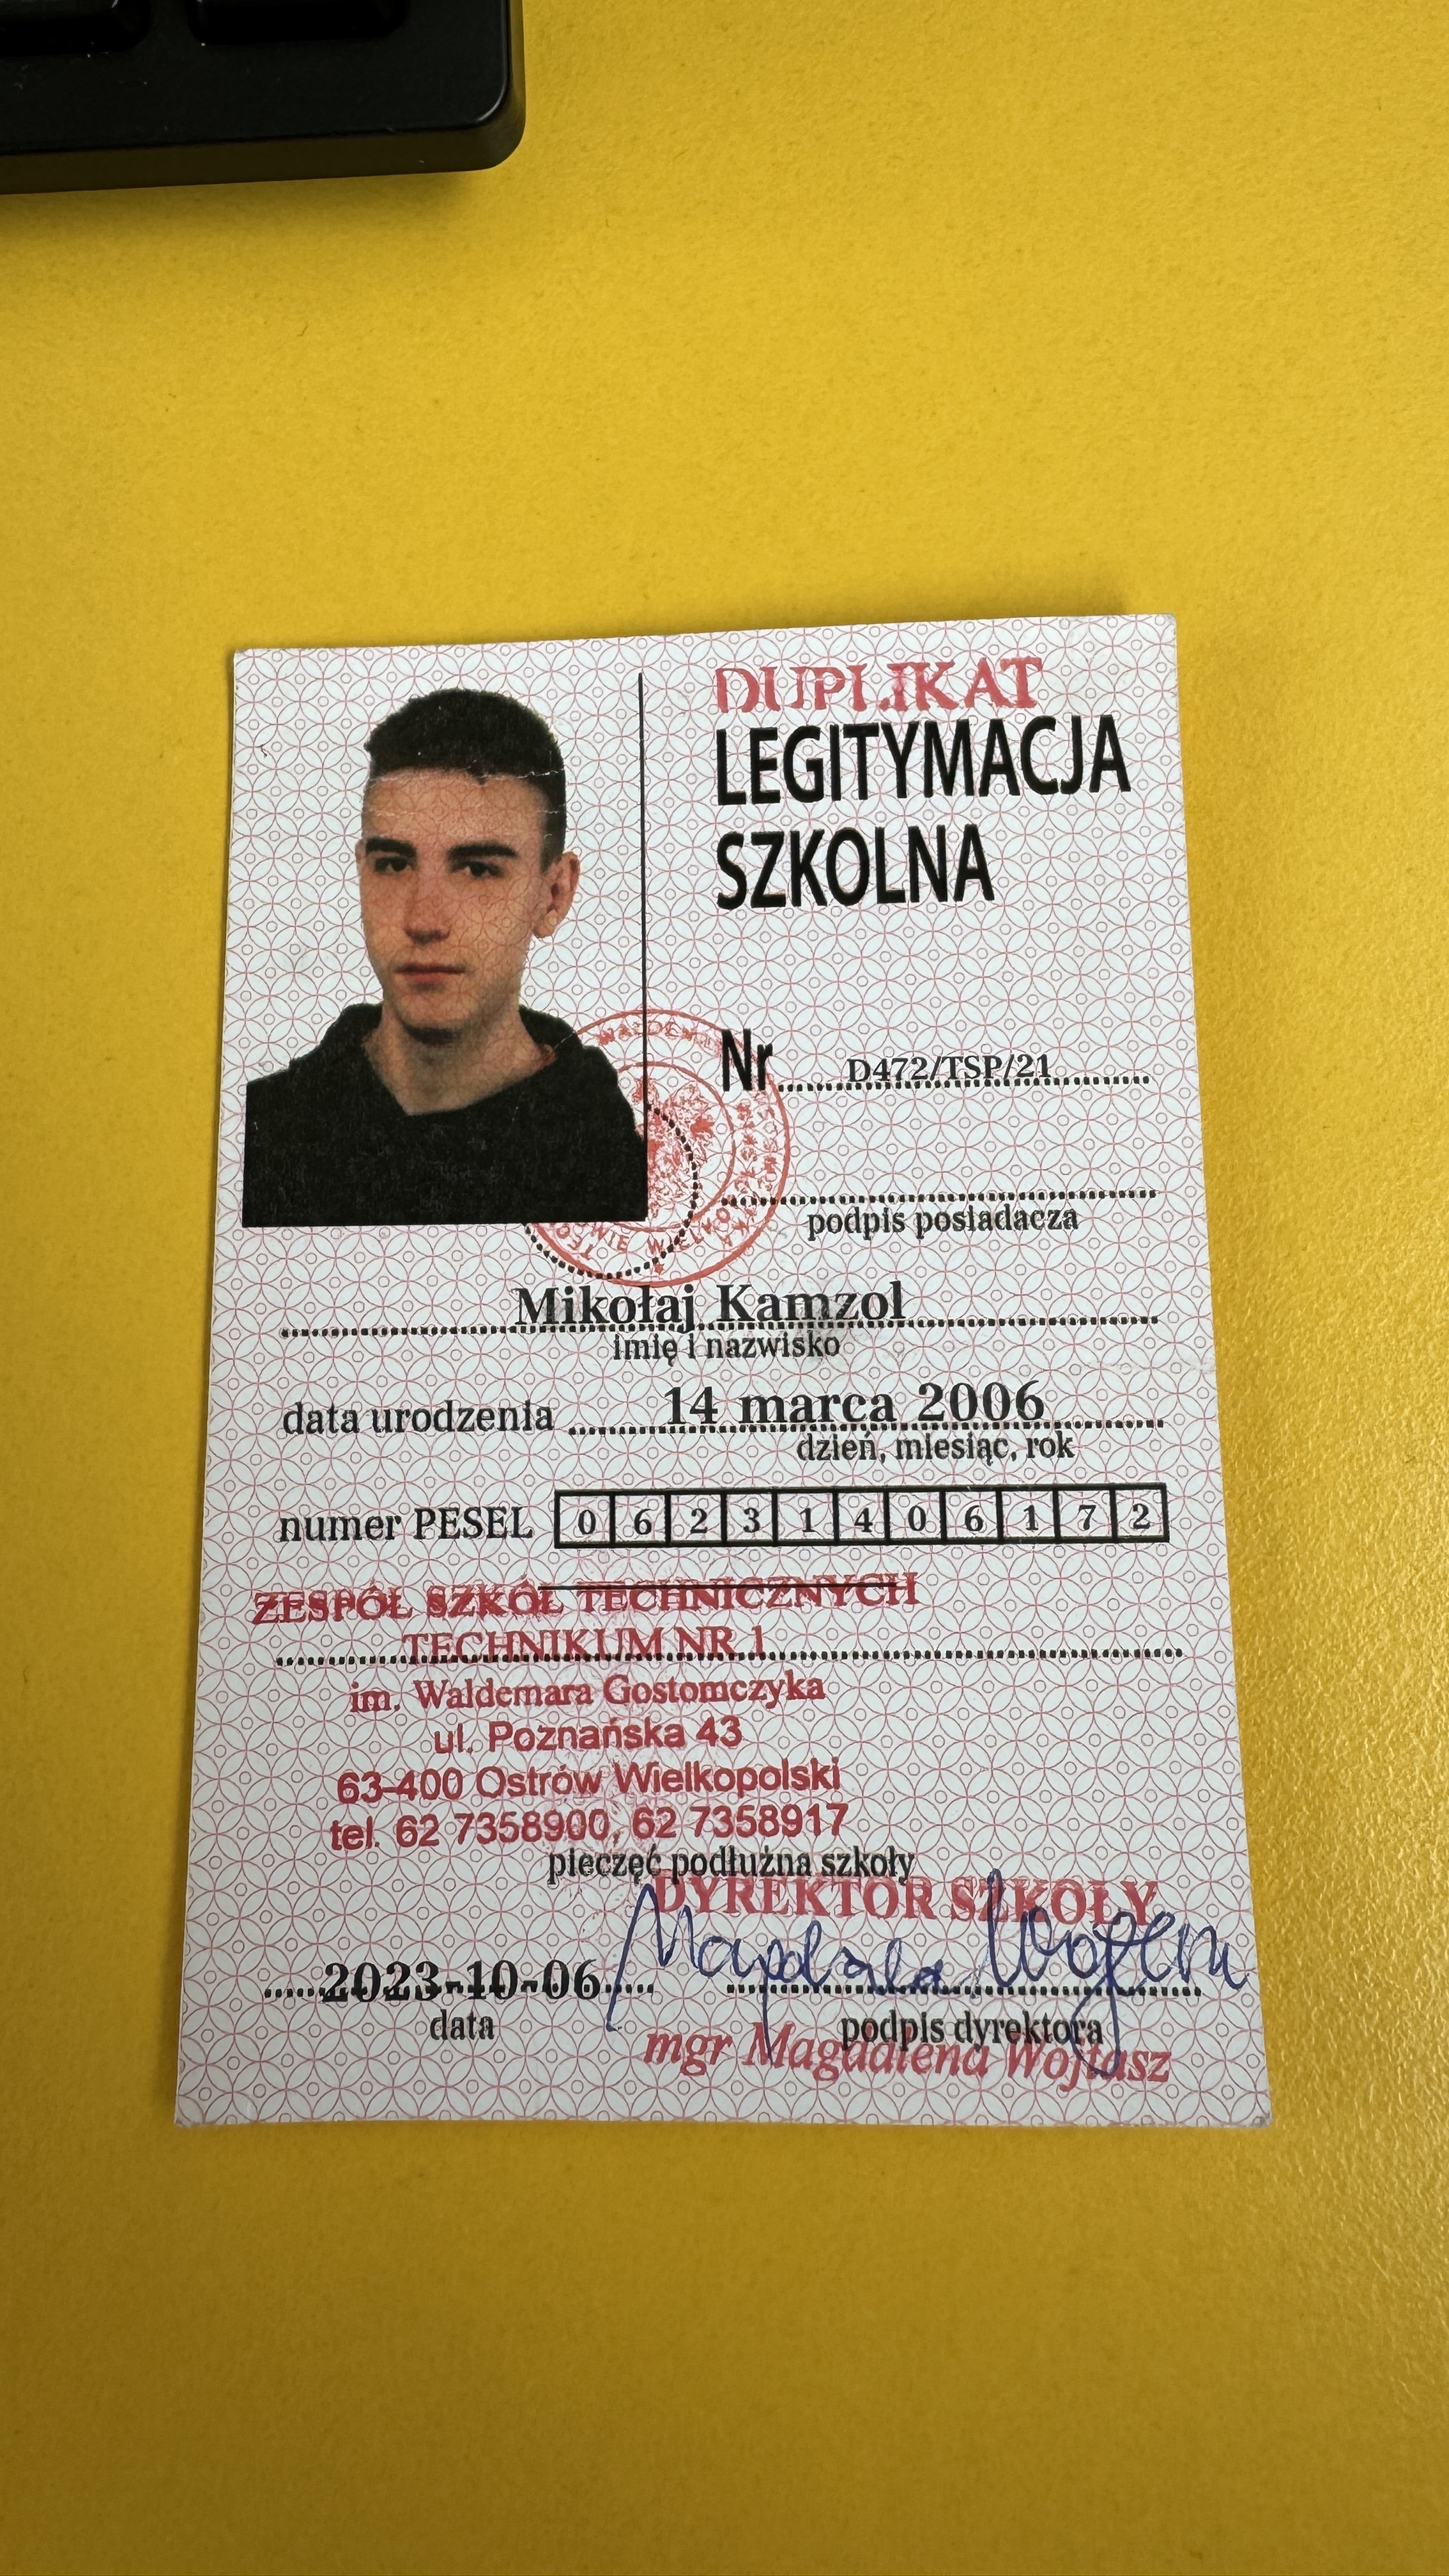 DUPLIKAT
LEGITYMACJA
SZKOLNA
Nr D472/TSP/21
podpis posiadacza
Mikołaj Kamzol
imię i nazwisko
data urodzenia 14 marca 2006
dzień, miesiąc, rok
numer PESEL 0 6 2 3 1 4 0 6 1 7 2
ZESPÓŁ SZKÓŁ TECHNICZNYCH
TECHNIKUM NR 1
im. Waldemara Gostomczyka
ul. Poznańska 43
63-400 Ostrów Wielkopolski
tel. 62 7358900, 62 7358917
pieczęć podłużna szkoły
DYREKTOR SZKOŁY
2023-10-06
data
podpis dyrektora
mgr Magdalena Wojtasz